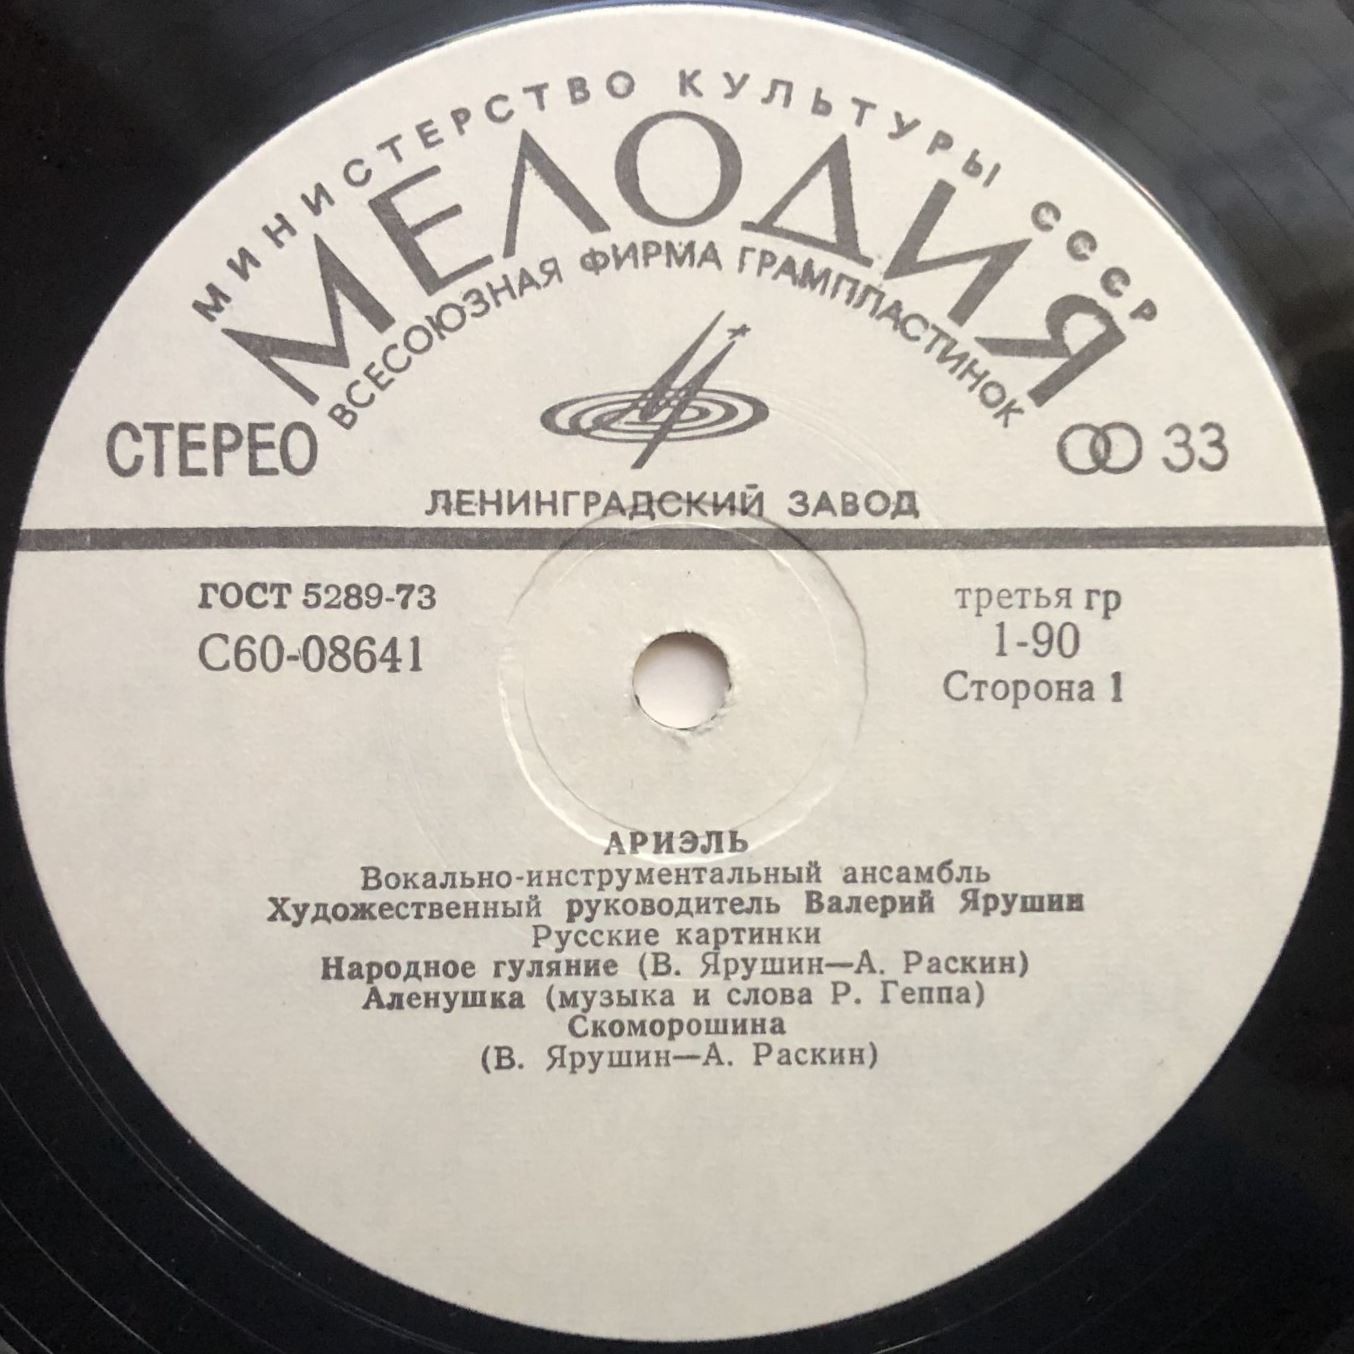 МИНИСТЕРСТВО КУЛЬТУРЫ СССР
МЕЛОДИЯ
ВСЕСОЮЗНАЯ ФИРМА ГРАМПЛАСТИНОК
СТЕРЕО
33
ЛЕНИНГРАДСКИЙ ЗАВОД
ГОСТ 5289-73
С60-08641
третья гр
1-90
Сторона 1
АРИЭЛЬ
Вокально-инструментальный ансамбль
Художественный руководитель Валерий Ярушин
Русские картинки
Народное гуляние (В. Ярушин—А. Раскин)
Аленушка (музыка и слова Р. Геппа)
Скоморошина
(В. Ярушин—А. Раскин)